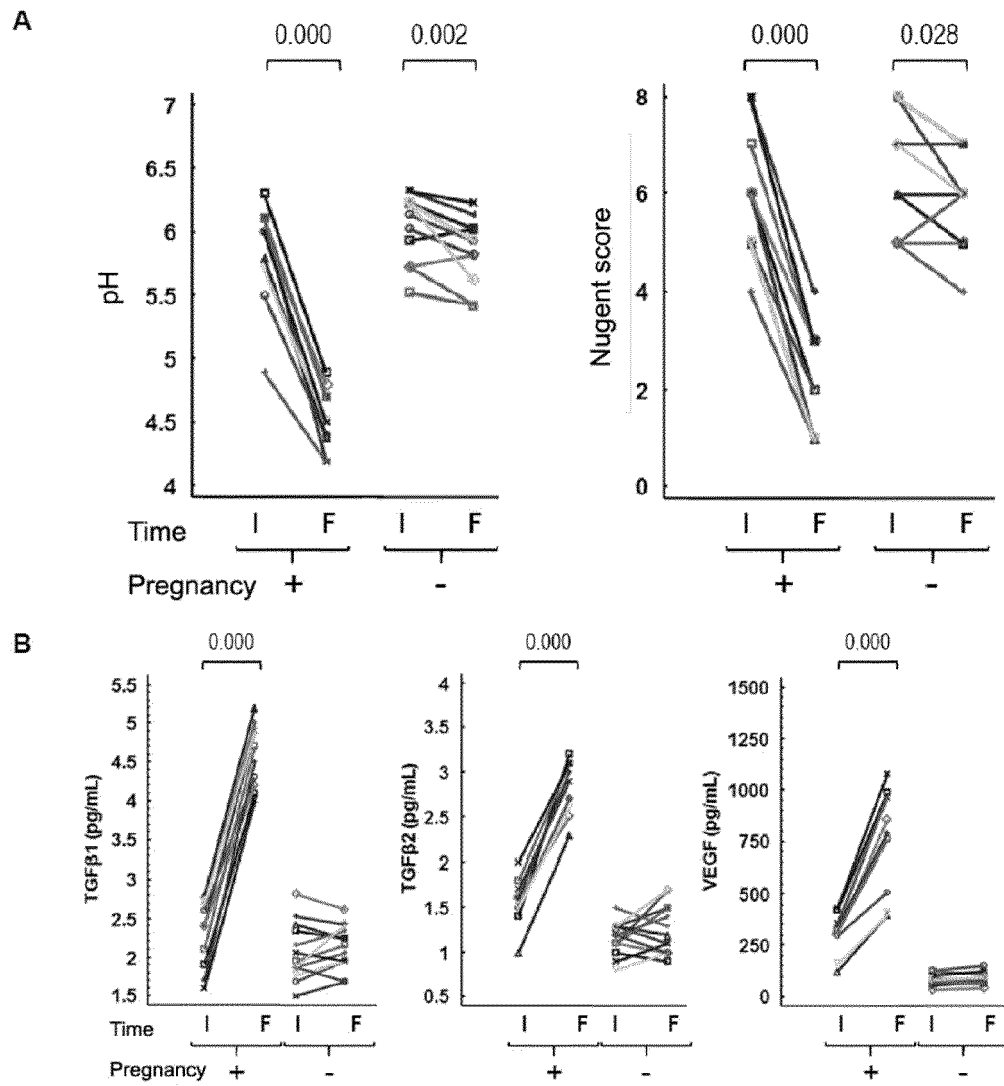 A
0.000 0.002 0.000 0.028
7
6.5
6
5.5
5
4.5
4
pH
8
6
4
2
0
Nugent score
Time I F I F I F I F
Pregnancy + - + -
B
0.000 0.000 0.000
5.5
5
4.5
4
3.5
3
2.5
2
1.5
TGFβ1 (pg/mL)
4
3.5
3
2.5
2
1.5
1
0.5
TGFβ2 (pg/mL)
1500
1250
1000
750
500
250
0
VEGF (pg/mL)
Time I F I F I F I F I F I F
Pregnancy + - + - + -